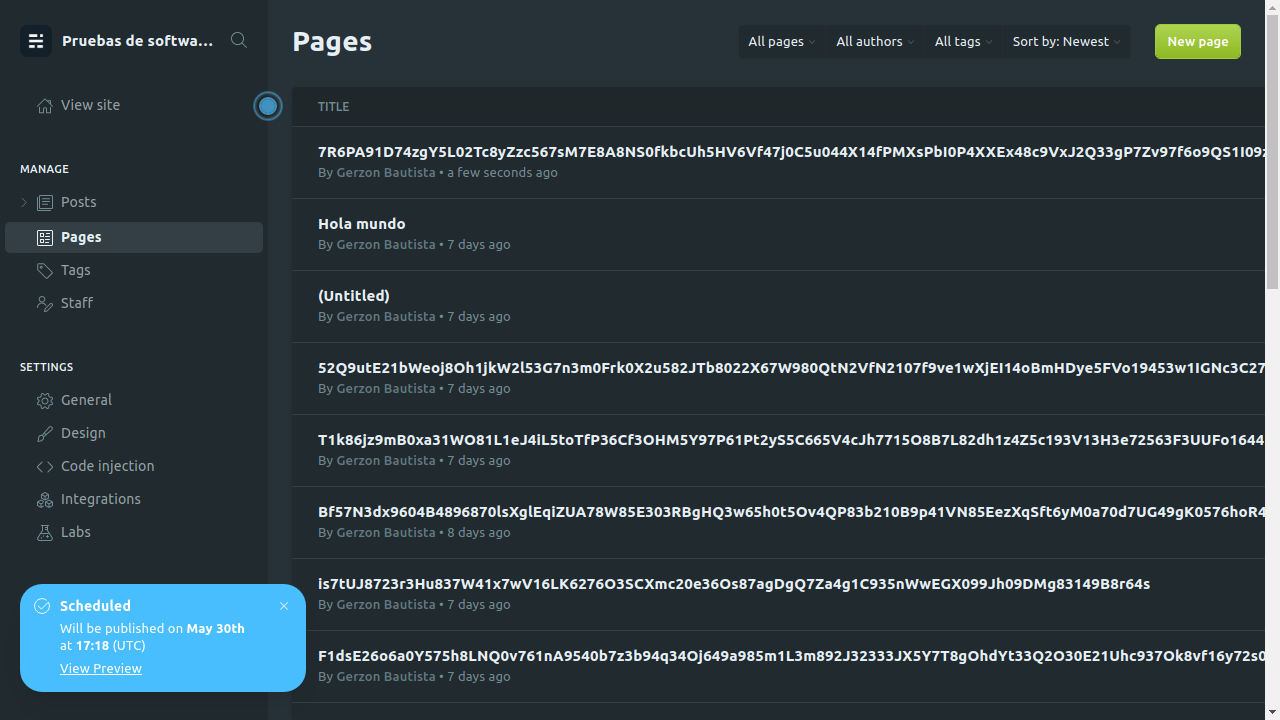 Pruebas de softwa...
View site
MANAGE
Posts
Pages
Tags
Staff
SETTINGS
General
Design
Code injection
Integrations
Labs
Scheduled
Will be published on May 30th
at 17:18 (UTC)
View Preview
Pages
All pages
All authors
All tags
Sort by: Newest
New page
TITLE
7R6PA91D74zgY5L02Tc8yZzc567sM7E8A8NS0fkbcUh5HV6Vf47j0C5u044X14fPMXsPbI0P4XXEx48c9VxJ2Q33gP7Zv97f6o9QS1I09z
By Gerzon Bautista • a few seconds ago
Hola mundo
By Gerzon Bautista • 7 days ago
(Untitled)
By Gerzon Bautista • 7 days ago
52Q9utE21bWeoj8Oh1jkW2l53G7n3m0Frk0X2u582JTb8022X67W980QtN2VfN2107f9ve1wXjEI14oBmHDye5FVo19453w1IGNc3C27
By Gerzon Bautista • 7 days ago
T1k86jz9mB0xa31WO81L1eJ4iL5toTfP36Cf3OHM5Y97P61Pt2yS5C665V4cJh7715O8B7L82dh1z4Z5c193V13H3e72563F3UUFo1644
By Gerzon Bautista • 7 days ago
Bf57N3dx9604B4896870lsXglEqiZUA78W85E303RBgHQ3w65h0t5Ov4QP83b210B9p41VN85EezXqSft6yM0a70d7UG49gK0576hoR4
By Gerzon Bautista • 8 days ago
is7tUJ8723r3Hu837W41x7wV16LK6276O3SCXmc20e36Os87agDgQ7Za4g1C935nWwEGX099Jh09DMg83149B8r64s
By Gerzon Bautista • 7 days ago
F1dsE26o6a0Y575h8LNQ0v761nA9540b7z3b94q34Oj649a985m1L3m892J32333JX5Y7T8gOhdYt33Q2O30E21Uhc937Ok8vf16y72s0
By Gerzon Bautista • 7 days ago